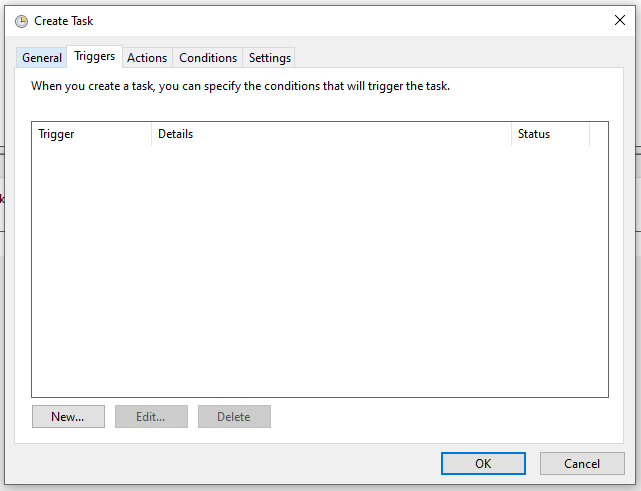 Create Task
General Triggers Actions Conditions Settings
When you create a task, you can specify the conditions that will trigger the task.
Trigger Details Status
New... Edit... Delete
OK Cancel